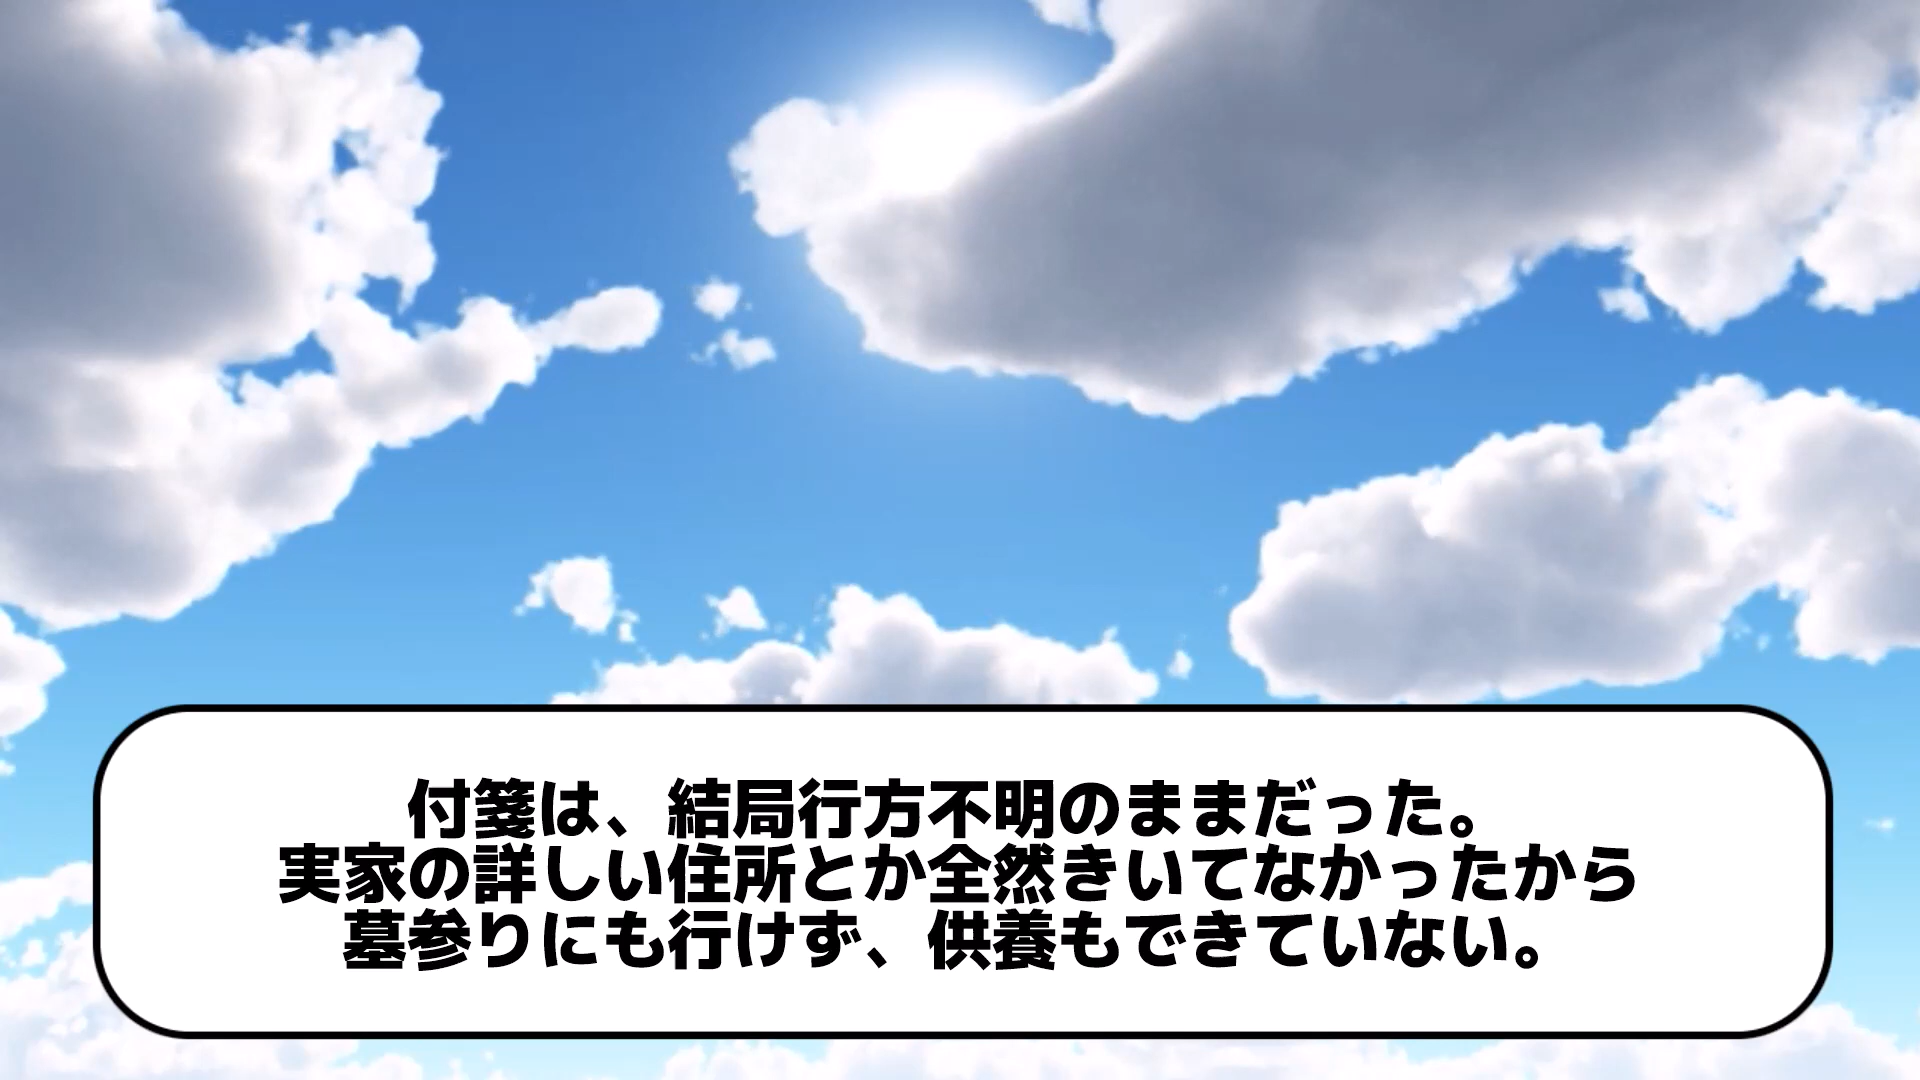 付箋は、結局行方不明のままだった。
実家の詳しい住所とか全然きいてなかったから
墓参りにも行けず、供養もできていない。